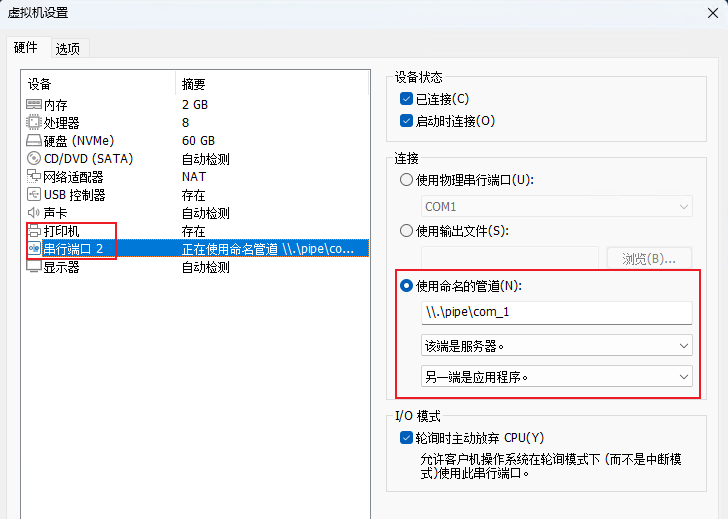 虚拟机设置
硬件 选项
设备 摘要
内存 2 GB
处理器 8
硬盘 (NVMe) 60 GB
CD/DVD (SATA) 自动检测
网络适配器 NAT
USB 控制器 存在
声卡 自动检测
打印机 存在
串行端口 2 正在使用命名管道 \\.\pipe\co...
显示器 自动检测
设备状态
已连接(C)
启动时连接(O)
连接
使用物理串行端口(U):
COM1
使用输出文件(S):
浏览(B)...
使用命名的管道(N):
\\.\pipe\com_1
该端是服务器。
另一端是应用程序。
I/O 模式
轮询时主动放弃 CPU(Y)
允许客户机操作系统在轮询模式下 (而不是中断模
式)使用此串行端口。